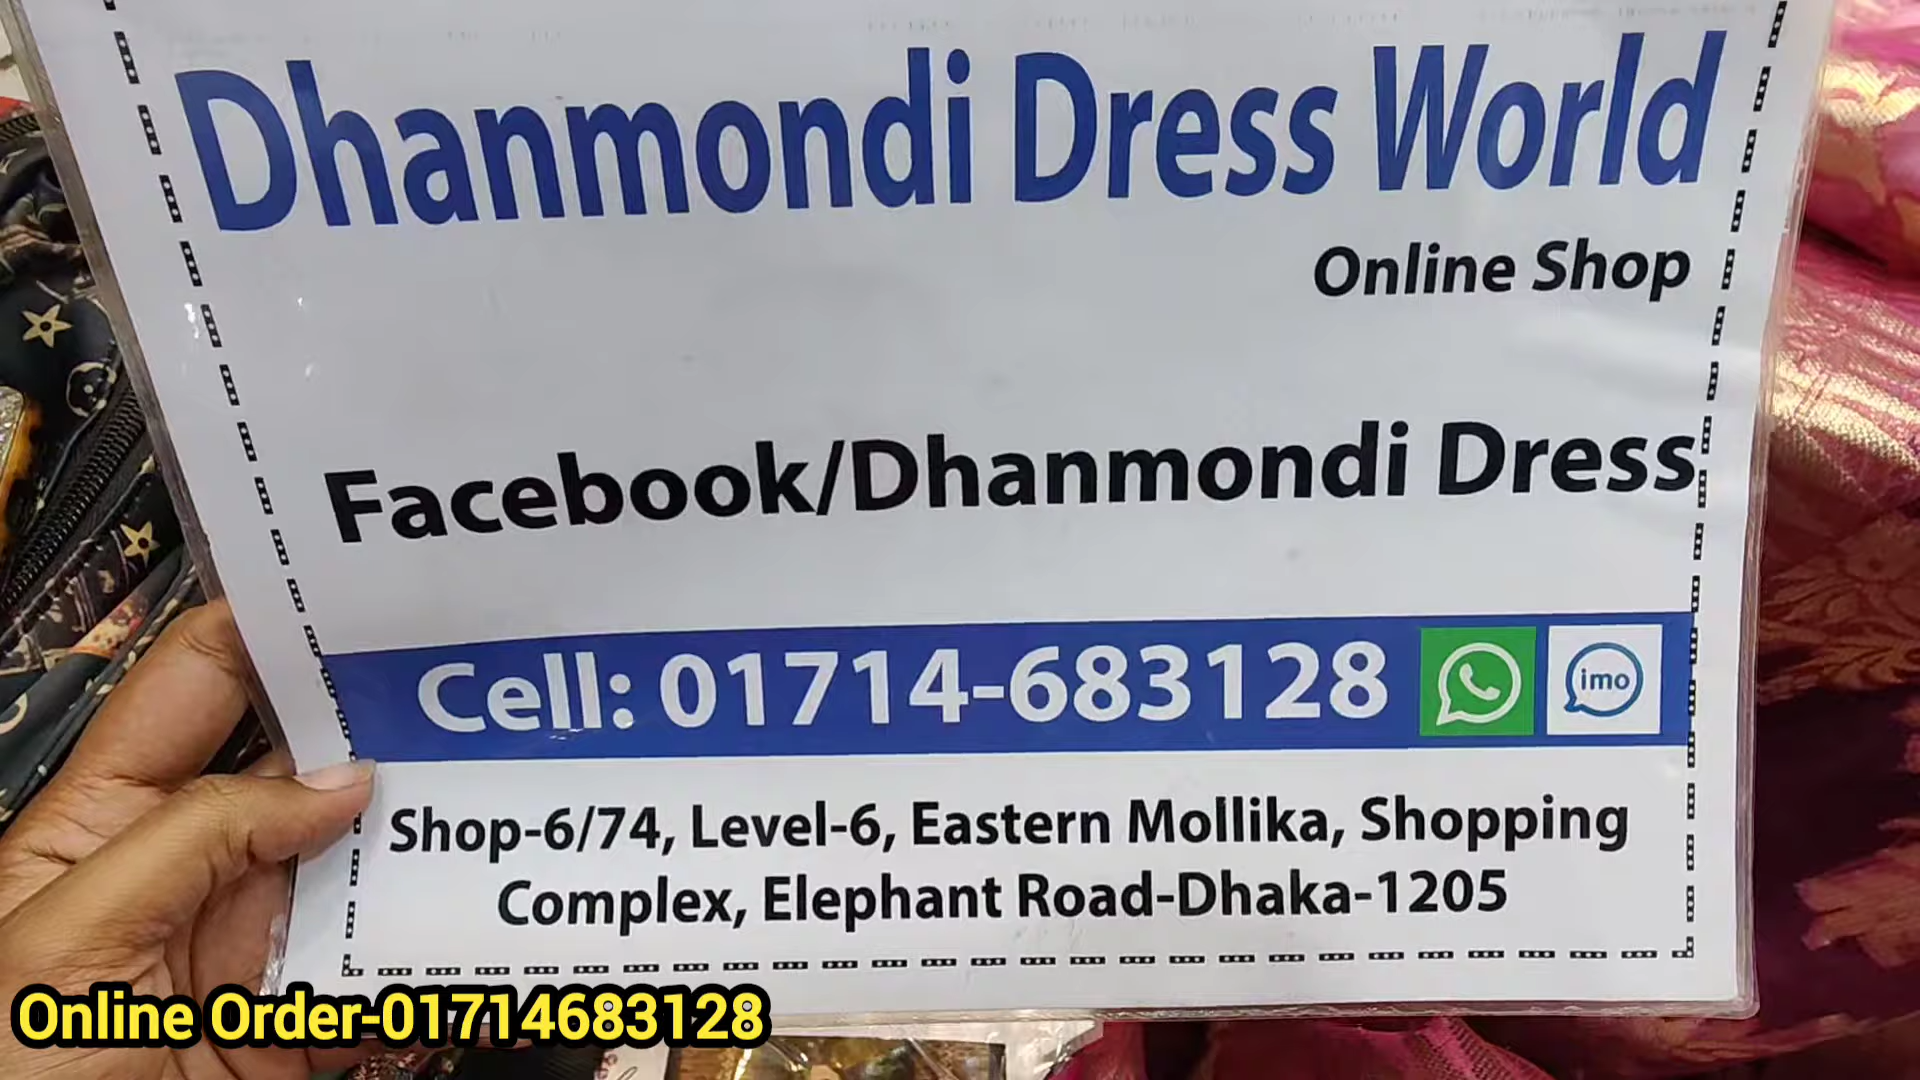 Dhanmondi Dress World
Online Shop
Facebook/Dhanmondi Dress
Cell: 01714-683128
imo
Shop-6/74, Level-6, Eastern Mollika, Shopping
Complex, Elephant Road-Dhaka-1205
Online Order-01714683128